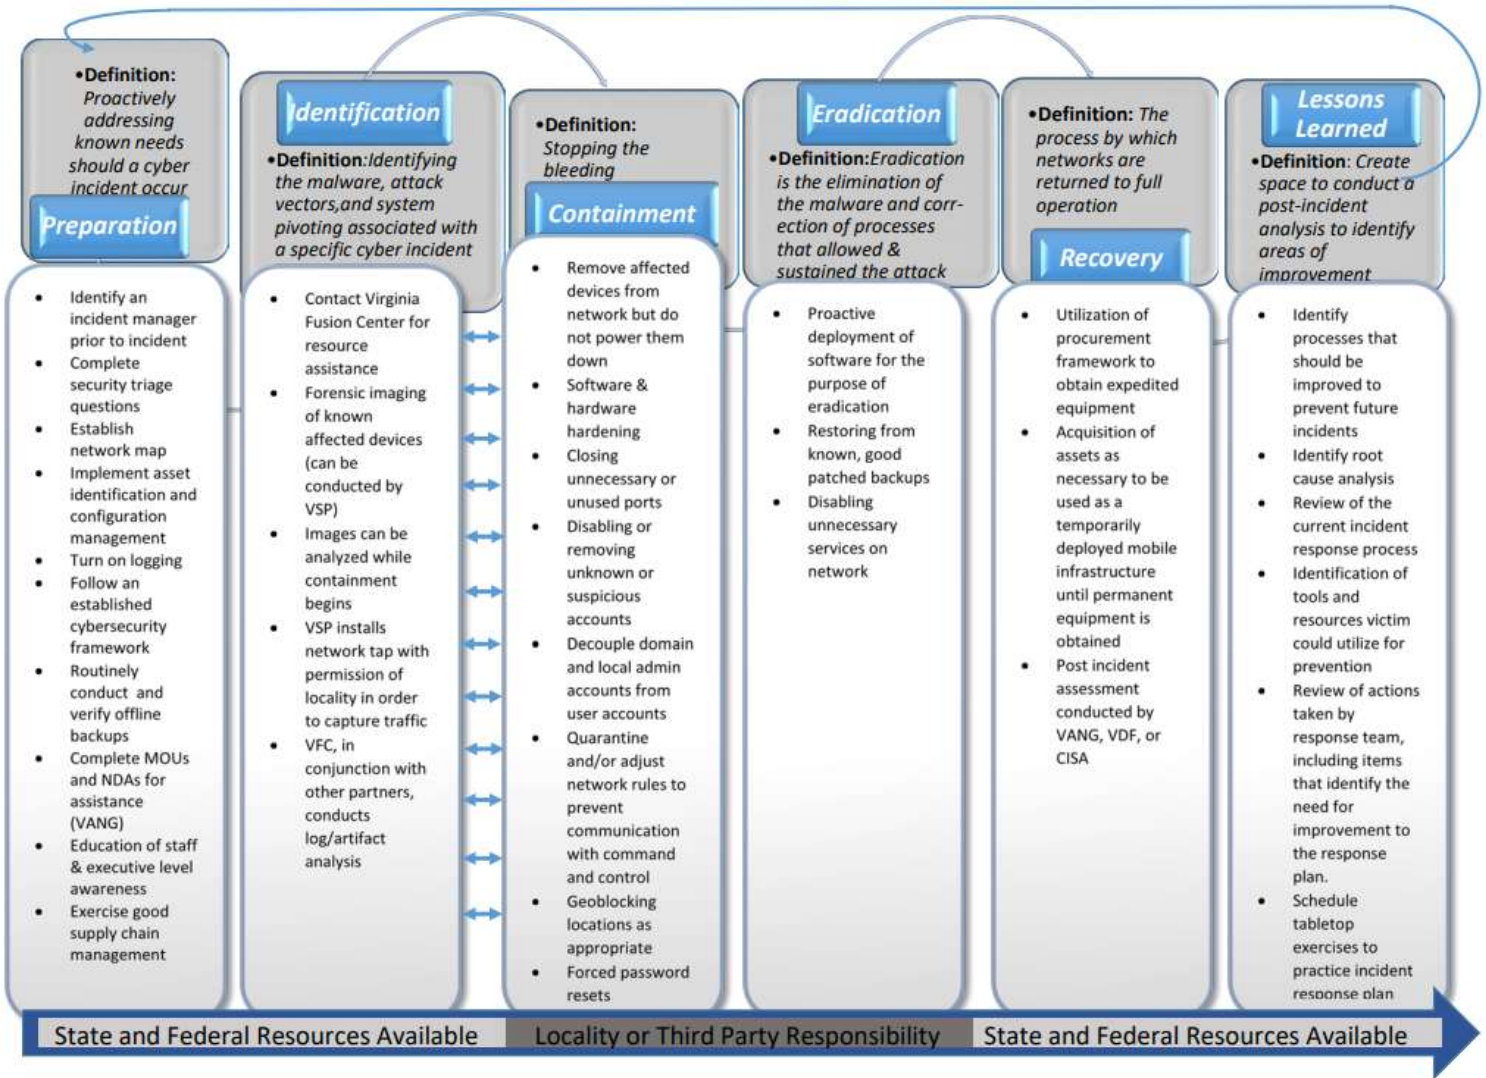 •Definition:
Proactively
addressing
known needs
should a cyber
incident occur
Preparation
• Identify an
incident manager
prior to incident
• Complete
security triage
questions
• Establish
network map
• Implement asset
identification and
configuration
management
• Turn on logging
• Follow an
established
cybersecurity
framework
• Routinely
conduct and
verify offline
backups
• Complete MOUs
and NDAs for
assistance
(VANG)
• Education of staff
& executive level
awareness
• Exercise good
supply chain
management
Identification
•Definition:Identifying
the malware, attack
vectors,and system
pivoting associated with
a specific cyber incident
• Contact Virginia
Fusion Center for
resource
assistance
• Forensic imaging
of known
affected devices
(can be
conducted by
VSP)
• Images can be
analyzed while
containment
begins
• VSP installs
network tap with
permission of
locality in order
to capture traffic
• VFC, in
conjunction with
other partners,
conducts
log/artifact
analysis
•Definition:
Stopping the
bleeding
Containment
• Remove affected
devices from
network but do
not power them
down
• Software &
hardware
hardening
• Closing
unnecessary or
unused ports
• Disabling or
removing
unknown or
suspicious
accounts
• Decouple domain
and local admin
accounts from
user accounts
• Quarantine
and/or adjust
network rules to
prevent
communication
with command
and control
• Geoblocking
locations as
appropriate
• Forced password
resets
Eradication
•Definition:Eradication
is the elimination of
the malware and corr-
ection of processes
that allowed &
sustained the attack
• Proactive
deployment of
software for the
purpose of
eradication
• Restoring from
known, good
patched backups
• Disabling
unnecessary
services on
network
•Definition: The
process by which
networks are
returned to full
operation
Recovery
• Utilization of
procurement
framework to
obtain expedited
equipment
• Acquisition of
assets as
necessary to be
used as a
temporarily
deployed mobile
infrastructure
until permanent
equipment is
obtained
• Post incident
assessment
conducted by
VANG, VDF, or
CISA
Lessons
Learned
•Definition: Create
space to conduct a
post-incident
analysis to identify
areas of
improvement
• Identify
processes that
should be
improved to
prevent future
incidents
• Identify root
cause analysis
• Review of the
current incident
response process
• Identification of
tools and
resources victim
could utilize for
prevention
• Review of actions
taken by
response team,
including items
that identify the
need for
improvement to
the response
plan.
• Schedule
tabletop
exercises to
practice incident
response plan
State and Federal Resources Available
Locality or Third Party Responsibility
State and Federal Resources Available